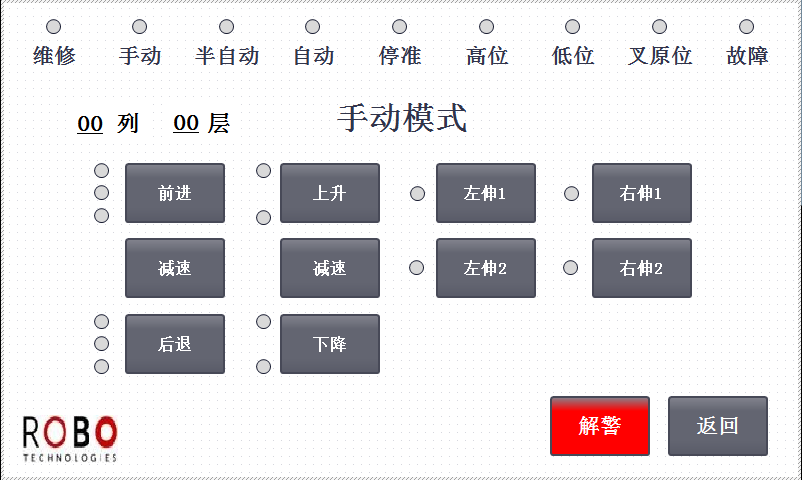 维修 手动 半自动 自动 停准 高位 低位 叉原位 故障
00 列 00 层 手动模式
前进 上升 左伸1 右伸1
减速 减速 左伸2 右伸2
后退 下降
解警 返回
ROBO
TECHNOLOGIES